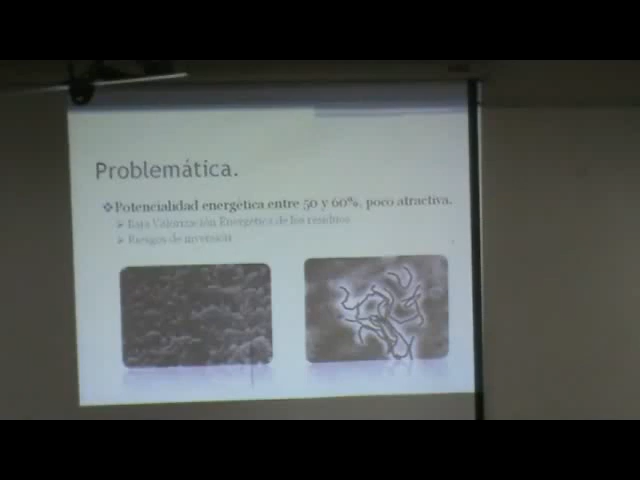 Problemática.
Potencialidad energética entre 50 y 60%, poco atractiva.
Baja Valorización Energética de los residuos
Riesgos de inversión